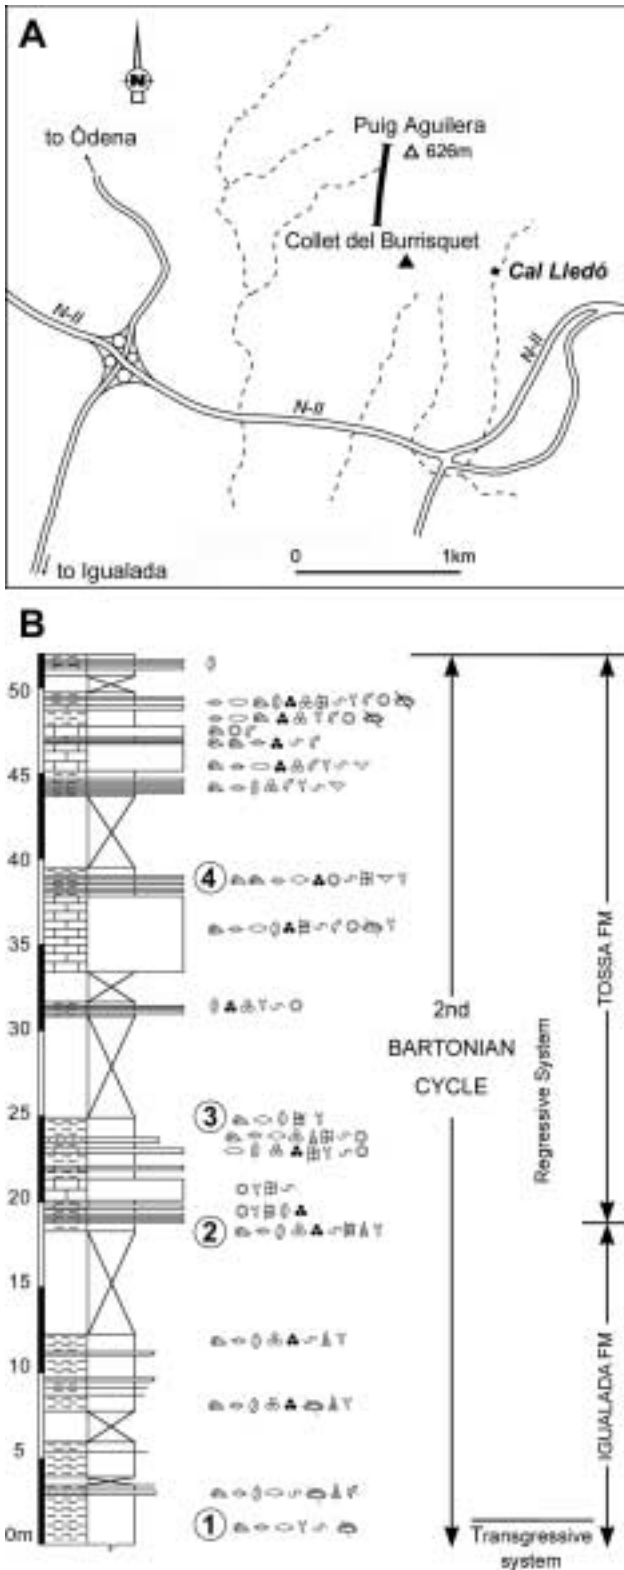 A
N
to Òdena
Puig Aguilera
626m
Collet del Burrisquet
Cal Lledó
N-II
N-II
N-II
0 1km
to Igualada
B
50
45
40
4
35
30
2nd
BARTONIAN
CYCLE
Regressive System
TOSSA FM
25
3
20
2
15
10
IGUALADA FM
5
1
0m
Transgressive
system